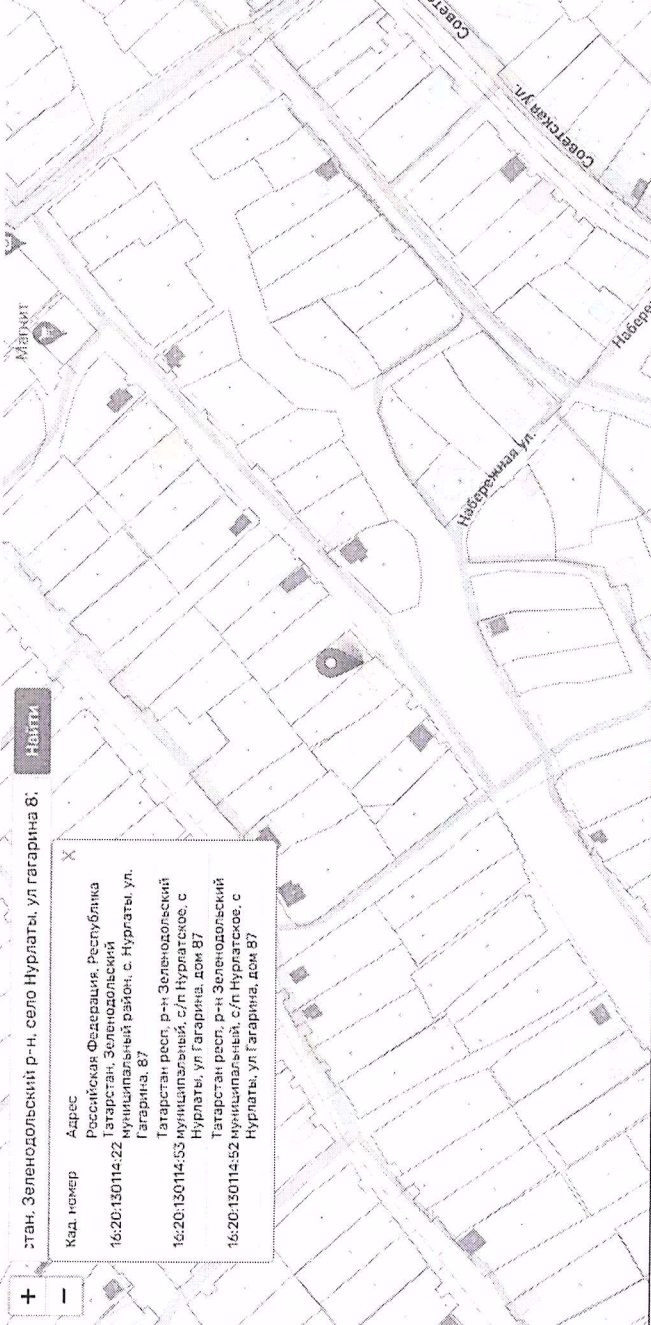 +
−
стан, Зеленодольский р-н, село Нурлаты, ул гагарина 8
Найти
Кад. номер Адрес
X
Российская Федерация, Республика
16:20:130114:22 Татарстан, Зеленодольский
муниципальный район, с. Нурлаты, ул.
Гагарина, 87
Татарстан респ, р-н Зеленодольский
16:20:130114:53 муниципальный, с/п Нурлатское, с
Нурлаты, ул Гагарина, дом 87
Татарстан респ, р-н Зеленодольский
16:20:130114:52 муниципальный, с/п Нурлатское, с
Нурлаты, ул Гагарина, дом 87
Магнит
Советс
Советская ул.
Набережная ул.
Набереж